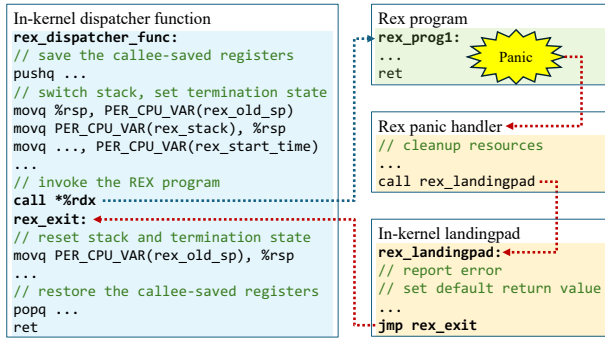 In-kernel dispatcher function
rex_dispatcher_func:
// save the callee-saved registers
pushq ...
// switch stack, set termination state
movq %rsp, PER_CPU_VAR(rex_old_sp)
movq PER_CPU_VAR(rex_stack), %rsp
movq ..., PER_CPU_VAR(rex_start_time)
...
// invoke the REX program
call *%rdx
rex_exit:
// reset stack and termination state
movq PER_CPU_VAR(rex_old_sp), %rsp
...
// restore the callee-saved registers
popq ...
ret
Rex program
rex_prog1:
Panic
...
ret
Rex panic handler
// cleanup resources
...
call rex_landingpad
In-kernel landingpad
rex_landingpad:
// report error
// set default return value
...
jmp rex_exit